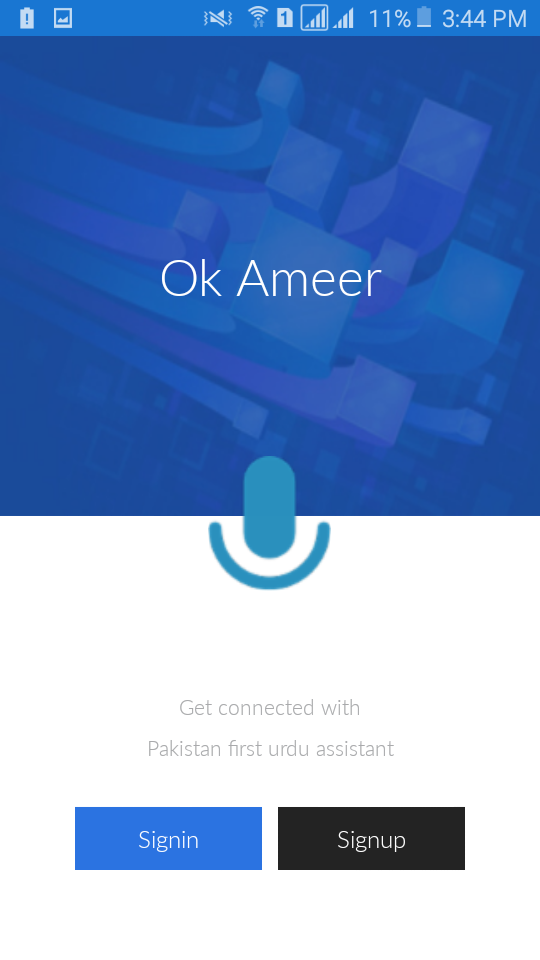 1 11% 3:44 PM
Ok Ameer
Get connected with
Pakistan first urdu assistant
Signin Signup